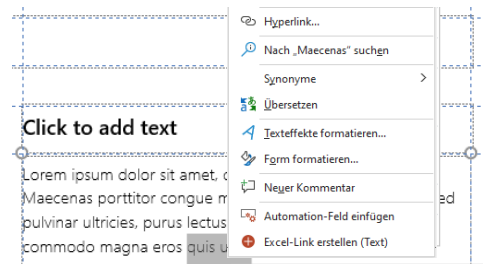 Hyperlink...
Nach „Maecenas“ suchen
Synonyme
Übersetzen
Click to add text
Texteffekte formatieren...
Form formatieren...
Lorem ipsum dolor sit amet,
Neuer Kommentar
Maecenas porttitor congue
Automation-Feld einfügen
pulvinar ultricies, purus lectus
Excel-Link erstellen (Text)
commodo magna eros quis